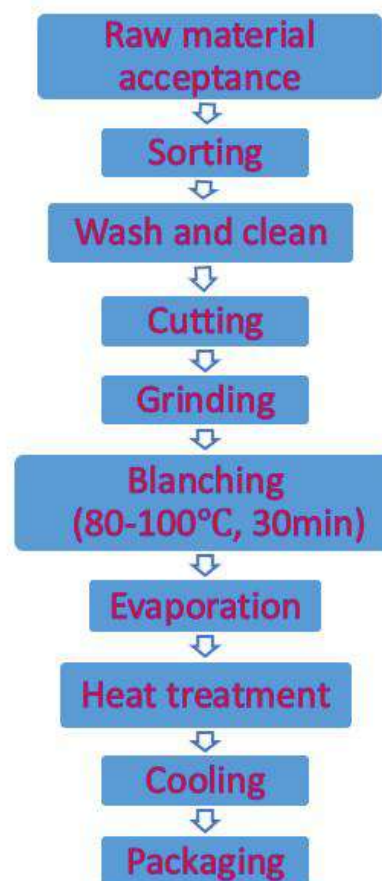 Raw material
acceptance
Sorting
Wash and clean
Cutting
Grinding
Blanching
(80-100℃, 30min)
Evaporation
Heat treatment
Cooling
Packaging